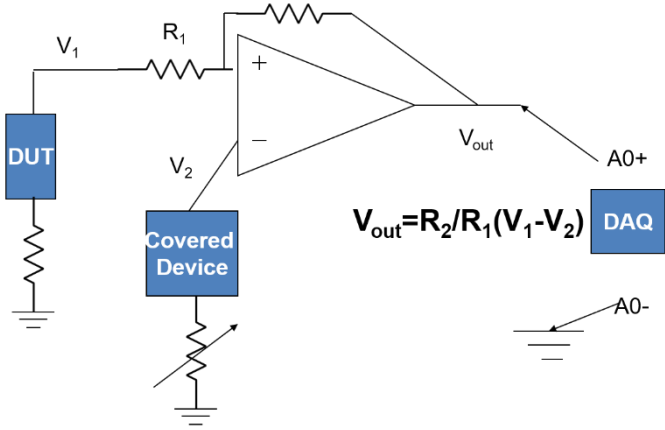 R₁
V₁
+
DUT
−
V₂
Vout
A0+
Vout=R₂/R₁(V₁-V₂)
DAQ
Covered
Device
A0-